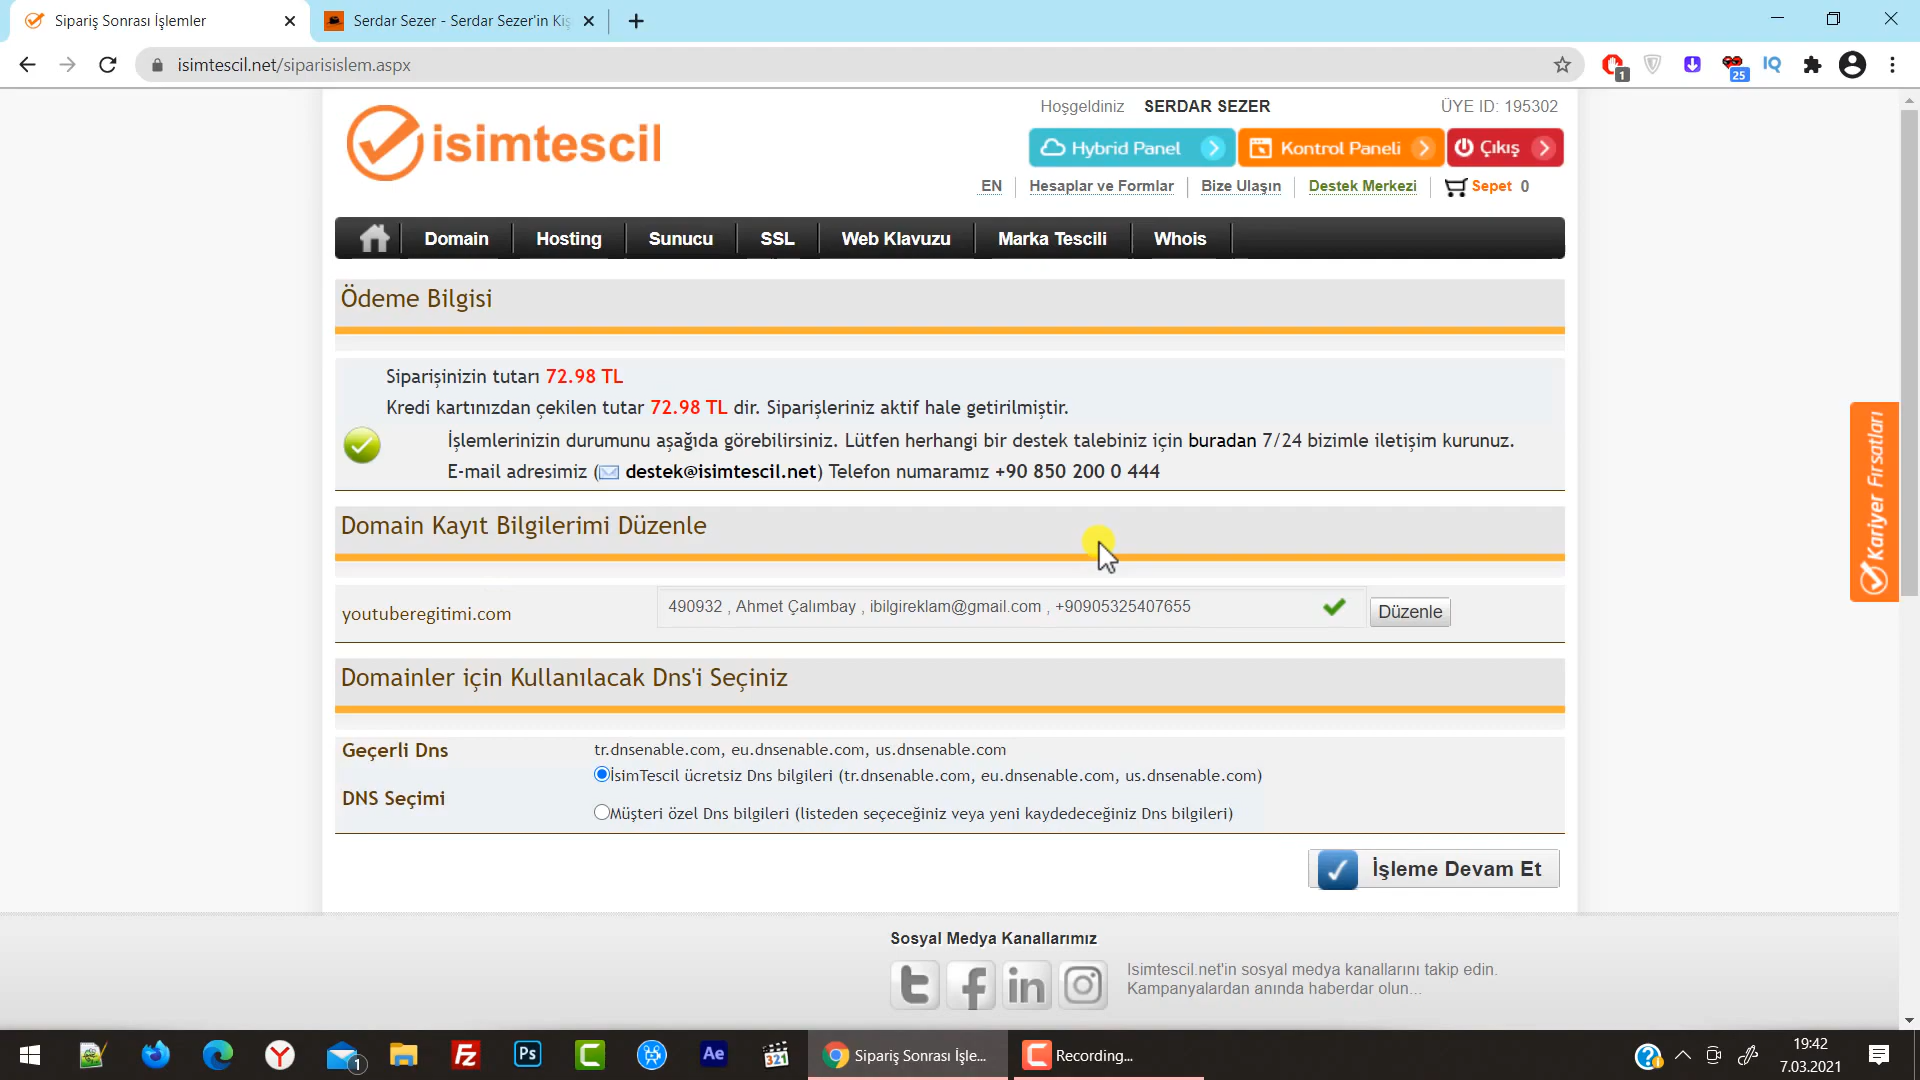 Sipariş Sonrası İşlemler
Serdar Sezer - Serdar Sezer'in Kiş
isimtescil.net/siparisislem.aspx
1
25
IQ
isimtescil
Hoşgeldiniz SERDAR SEZER
ÜYE ID: 195302
Hybrid Panel
Kontrol Paneli
Çıkış
EN
Hesaplar ve Formlar
Bize Ulaşın
Destek Merkezi
Sepet 0
Domain
Hosting
Sunucu
SSL
Web Klavuzu
Marka Tescili
Whois
Ödeme Bilgisi
Siparişinizin tutarı 72.98 TL
Kredi kartınızdan çekilen tutar 72.98 TL dir. Siparişleriniz aktif hale getirilmiştir.
İşlemlerinizin durumunu aşağıda görebilirsiniz. Lütfen herhangi bir destek talebiniz için buradan 7/24 bizimle iletişim kurunuz.
E-mail adresimiz ( destek@isimtescil.net) Telefon numaramız +90 850 200 0 444
Kariyer Fırsatları
Domain Kayıt Bilgilerimi Düzenle
youtuberegitimi.com
490932 , Ahmet Çalımbay , ibilgireklam@gmail.com , +90905325407655
Düzenle
Domainler için Kullanılacak Dns'i Seçiniz
Geçerli Dns
tr.dnsenable.com, eu.dnsenable.com, us.dnsenable.com
DNS Seçimi
İsimTescil ücretsiz Dns bilgileri (tr.dnsenable.com, eu.dnsenable.com, us.dnsenable.com)
Müşteri özel Dns bilgileri (listeden seçeceğiniz veya yeni kaydedeceğiniz Dns bilgileri)
İşleme Devam Et
Sosyal Medya Kanallarımız
Isimtescil.net'in sosyal medya kanallarını takip edin.
Kampanyalardan anında haberdar olun...
1
Ps
Ae
321
Sipariş Sonrası İşle...
Recording...
19:42
7.03.2021